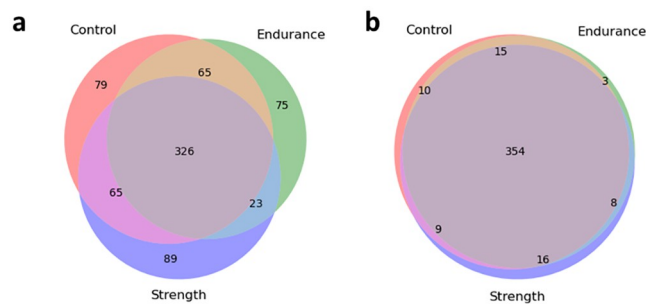 a
Control
Endurance
79
65
75
326
65
23
89
Strength
b
Control
Endurance
15
10
3
354
9
8
16
Strength